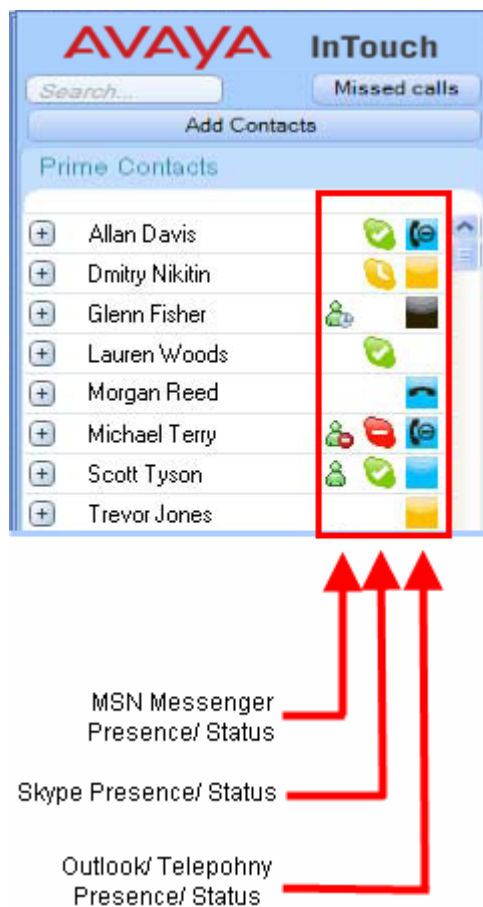 AVAYA InTouch
Search... Missed calls
Add Contacts
Prime Contacts
Allan Davis
Dmitry Nikitin
Glenn Fisher
Lauren Woods
Morgan Reed
Michael Terry
Scott Tyson
Trevor Jones
MSN Messenger
Presence/ Status
Skype Presence/ Status
Outlook/ Telepohny
Presence/ Status